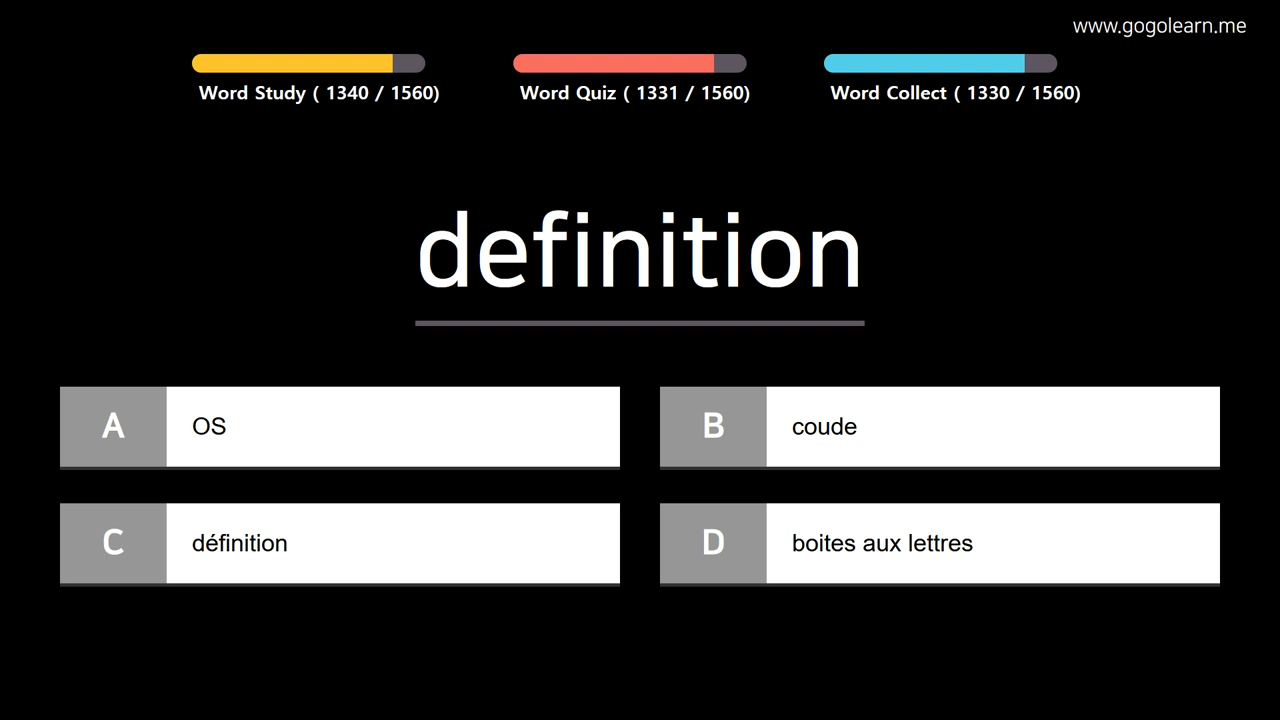 www.gogolearn.me
Word Study ( 1340 / 1560)
Word Quiz ( 1331 / 1560)
Word Collect ( 1330 / 1560)
definition
A
OS
B
coude
C
définition
D
boites aux lettres